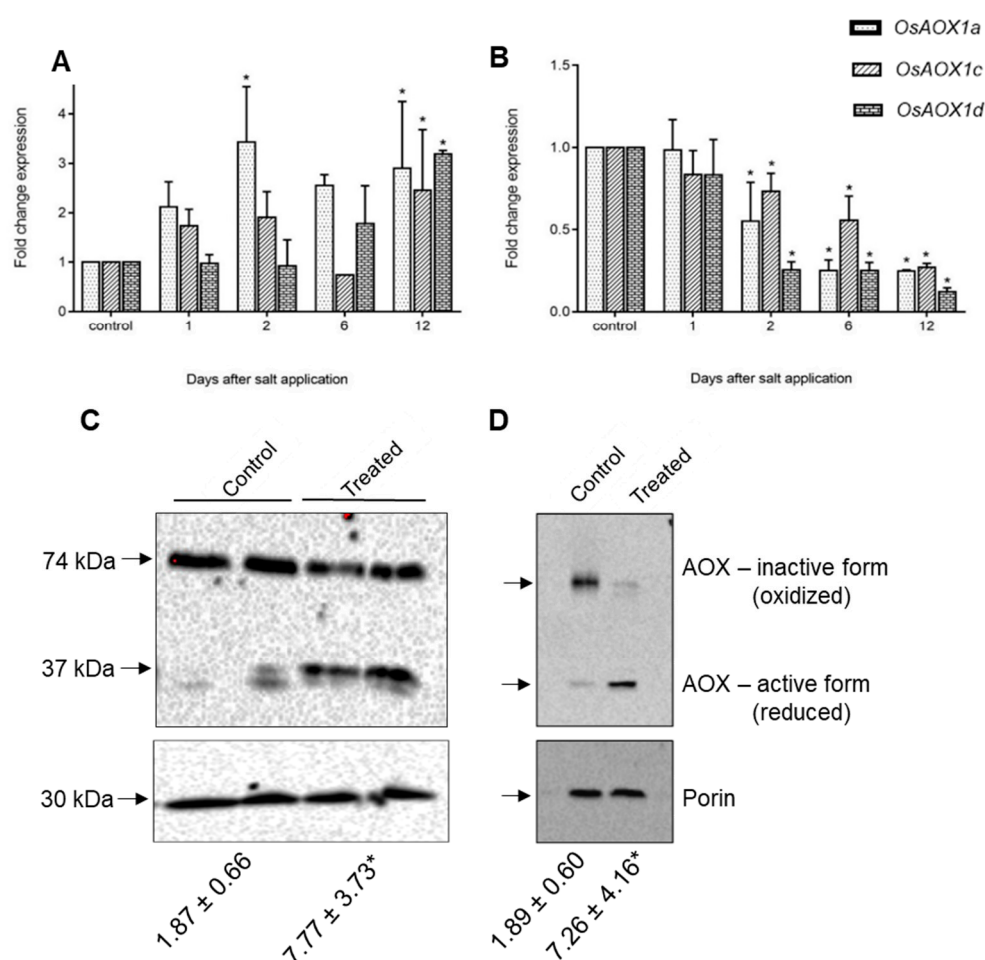 A
B
OsAOX1a
OsAOX1c
OsAOX1d
Fold change expression
4
3
2
1
0
*
*
*
*
control
1
2
6
12
Days after salt application
Fold change expression
1.5
1.0
0.5
0.0
*
*
*
*
*
*
*
*
*
control
1
2
6
12
Days after salt application
C
Control
Treated
74 kDa
37 kDa
30 kDa
1.87 ± 0.66
7.77 ± 3.73*
D
Control
Treated
AOX – inactive form
(oxidized)
AOX – active form
(reduced)
Porin
1.89 ± 0.60
7.26 ± 4.16*